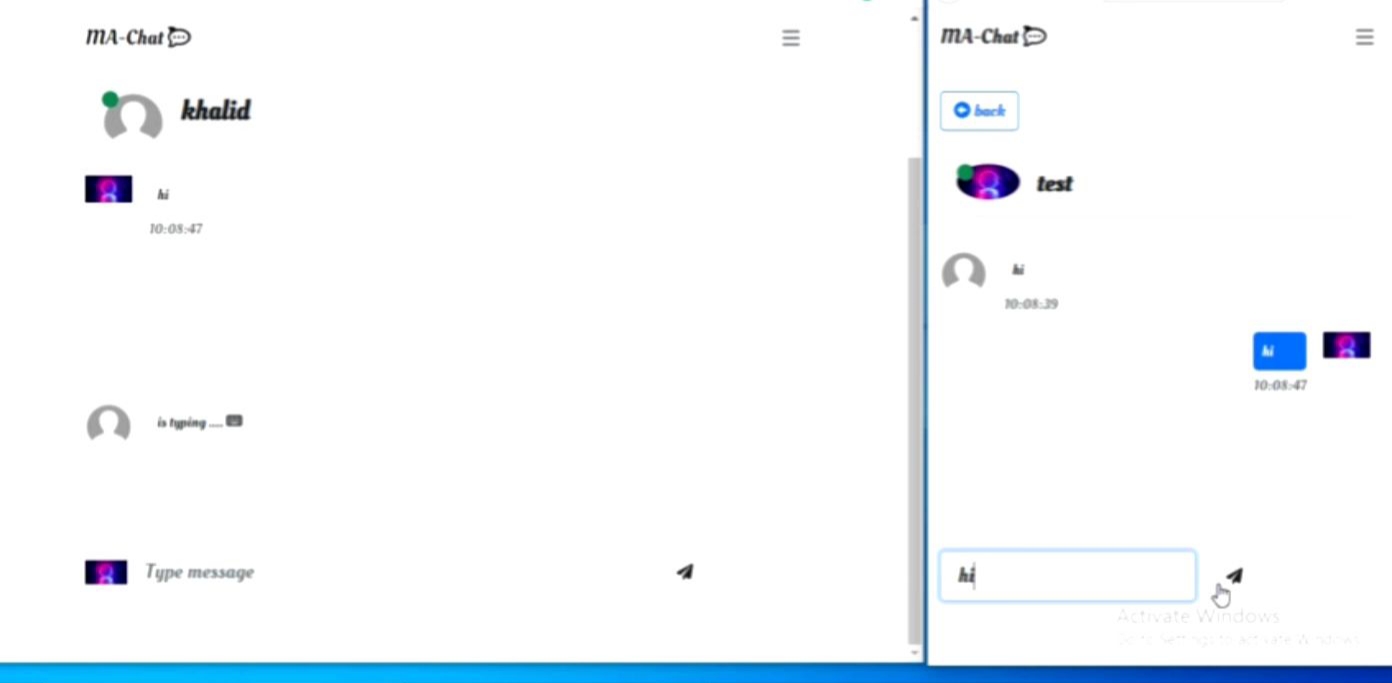 MA-Chat
khalid
hi
10:08:47
is typing ....
Type message
MA-Chat
back
test
hi
10:08:39
hi
10:08:47
hi
Activate Windows
Go to Settings to activate Windows.